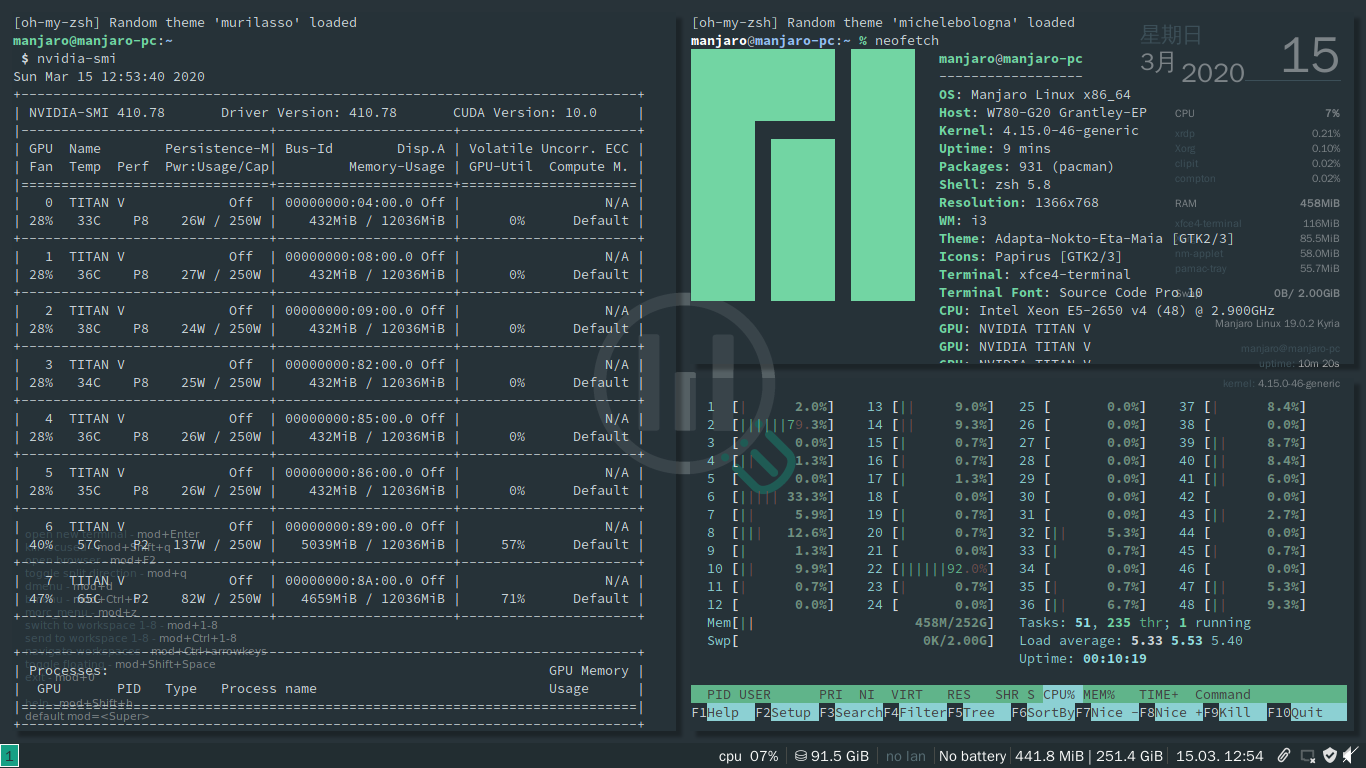 [oh-my-zsh] Random theme 'murilasso' loaded
manjaro@manjaro-pc:~
$ nvidia-smi
Sun Mar 15 12:53:40 2020
NVIDIA-SMI 410.78 Driver Version: 410.78 CUDA Version: 10.0
GPU Name Persistence-M| Bus-Id Disp.A | Volatile Uncorr. ECC
Fan Temp Perf Pwr:Usage/Cap| Memory-Usage | GPU-Util Compute M.
0 TITAN V Off | 00000000:04:00.0 Off | N/A
28% 33C P8 26W / 250W | 432MiB / 12036MiB | 0% Default
1 TITAN V Off | 00000000:08:00.0 Off | N/A
28% 36C P8 27W / 250W | 432MiB / 12036MiB | 0% Default
2 TITAN V Off | 00000000:09:00.0 Off | N/A
28% 38C P8 24W / 250W | 432MiB / 12036MiB | 0% Default
3 TITAN V Off | 00000000:82:00.0 Off | N/A
28% 34C P8 25W / 250W | 432MiB / 12036MiB | 0% Default
4 TITAN V Off | 00000000:85:00.0 Off | N/A
28% 36C P8 26W / 250W | 432MiB / 12036MiB | 0% Default
5 TITAN V Off | 00000000:86:00.0 Off | N/A
28% 35C P8 26W / 250W | 432MiB / 12036MiB | 0% Default
6 TITAN V Off | 00000000:89:00.0 Off | N/A
40% 57C P2 137W / 250W | 5039MiB / 12036MiB | 57% Default
7 TITAN V Off | 00000000:8A:00.0 Off | N/A
47% 65C P2 82W / 250W | 4659MiB / 12036MiB | 71% Default
Processes: GPU Memory
GPU PID Type Process name Usage
open new terminal - mod+Enter
mod+Shift+q
mod+F2
toggle split direction - mod+q
dmenu - mod+d
mod+Ctrl+
morc_menu - mod+z
switch to workspace 1-8 - mod+1-8
send to workspace 1-8 - mod+Ctrl+1-8
navigate workspaces - mod+Ctrl+arrowkeys
toggle floating - mod+Shift+Space
exit - mod+0
help - mod+Shift+h
default mod=<Super>
[oh-my-zsh] Random theme 'michelebologna' loaded
manjaro@manjaro-pc:~ % neofetch
manjaro@manjaro-pc
-----------------
OS: Manjaro Linux x86_64
Host: W780-G20 Grantley-EP
Kernel: 4.15.0-46-generic
Uptime: 9 mins
Packages: 931 (pacman)
Shell: zsh 5.8
Resolution: 1366x768
WM: i3
Theme: Adapta-Nokto-Eta-Maia [GTK2/3]
Icons: Papirus [GTK2/3]
Terminal: xfce4-terminal
Terminal Font: Source Code Pro 10
CPU: Intel Xeon E5-2650 v4 (48) @ 2.900GHz
GPU: NVIDIA TITAN V
GPU: NVIDIA TITAN V
GPU: NVIDIA TITAN V
星期日
3月 2020 15
CPU 7%
xrdp 0.21%
Xorg 0.10%
clipit 0.02%
compton 0.02%
RAM 458MiB
xfce4-terminal 116MiB
85.5MiB
nm-applet 58.0MiB
pamac-tray 55.7MiB
0B/ 2.00GiB
Manjaro Linux 19.0.2 Kyria
manjaro@manjaro-pc
uptime: 10m 20s
kernel: 4.15.0-46-generic
1 [| 2.0%] 13 [|| 9.0%] 25 [ 0.0%] 37 [| 8.4%]
2 [||||||79.3%] 14 [|| 9.3%] 26 [ 0.0%] 38 [ 0.0%]
3 [ 0.0%] 15 [| 0.7%] 27 [ 0.0%] 39 [|| 8.7%]
4 [|| 1.3%] 16 [| 0.7%] 28 [ 0.0%] 40 [|| 8.4%]
5 [ 0.0%] 17 [| 1.3%] 29 [ 0.0%] 41 [|| 6.0%]
6 [||||| 33.3%] 18 [ 0.0%] 30 [ 0.0%] 42 [ 0.0%]
7 [|| 5.9%] 19 [| 0.7%] 31 [ 0.0%] 43 [|| 2.7%]
8 [||| 12.6%] 20 [| 0.7%] 32 [|| 5.3%] 44 [ 0.0%]
9 [| 1.3%] 21 [ 0.0%] 33 [| 0.7%] 45 [| 0.7%]
10 [|| 9.9%] 22 [||||||92.0%] 34 [ 0.0%] 46 [ 0.0%]
11 [| 0.7%] 23 [| 0.7%] 35 [| 0.7%] 47 [|| 5.3%]
12 [ 0.0%] 24 [ 0.0%] 36 [|| 6.7%] 48 [|| 9.3%]
Mem[|| 458M/252G] Tasks: 51, 235 thr; 1 running
Swp[ 0K/2.00G] Load average: 5.33 5.53 5.40
Uptime: 00:10:19
PID USER PRI NI VIRT RES SHR S CPU% MEM% TIME+ Command
F1Help F2Setup F3SearchF4FilterF5Tree F6SortByF7Nice -F8Nice +F9Kill F10Quit
1 cpu 07% | 91.5 GiB | no lan | No battery | 441.8 MiB | 251.4 GiB | 15.03. 12:54